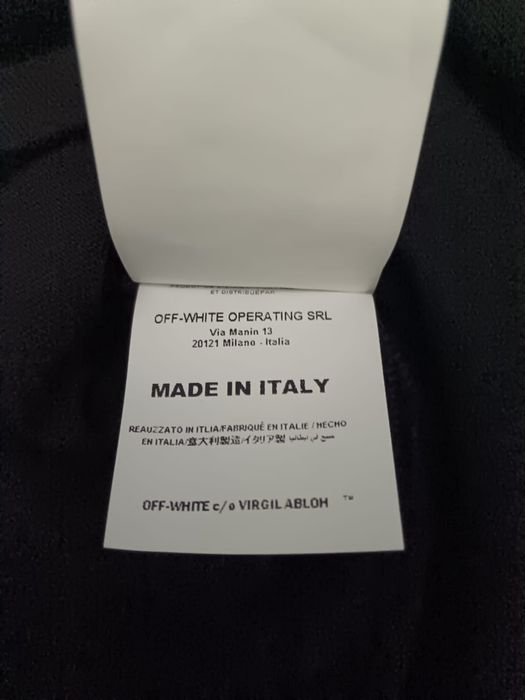 ET DISTRIBUÉ PAR
OFF-WHITE OPERATING SRL
Via Manin 13
20121 Milano - Italia
MADE IN ITALY
REAUZZATO IN ITLIA/FABRIQUÉ EN ITALIE / HECHO
EN ITALIA/意大利製造/イタリア製
OFF-WHITE c/o VIRGIL ABLOH ™